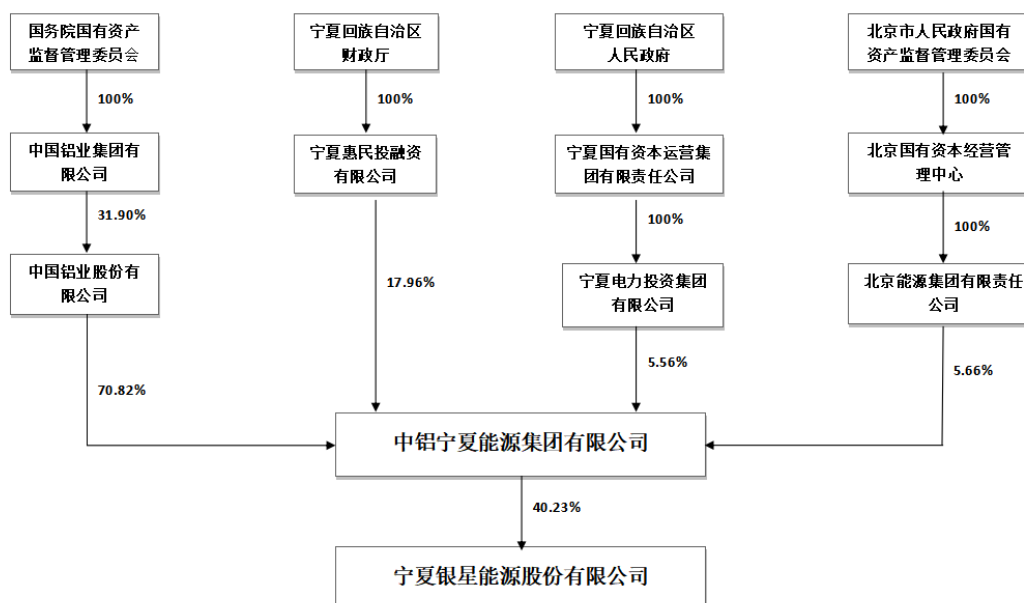 国务院国有资产
监督管理委员会
宁夏回族自治区
财政厅
宁夏回族自治区
人民政府
北京市人民政府国有
资产监督管理委员会
100%
100%
100%
100%
中国铝业集团有
限公司
宁夏惠民投融资
有限公司
宁夏国有资本运营集
团有限责任公司
北京国有资本经营管
理中心
31.90%
100%
100%
中国铝业股份有
限公司
17.96%
宁夏电力投资集团
有限公司
北京能源集团有限责任
公司
70.82%
5.56%
5.66%
中铝宁夏能源集团有限公司
40.23%
宁夏银星能源股份有限公司